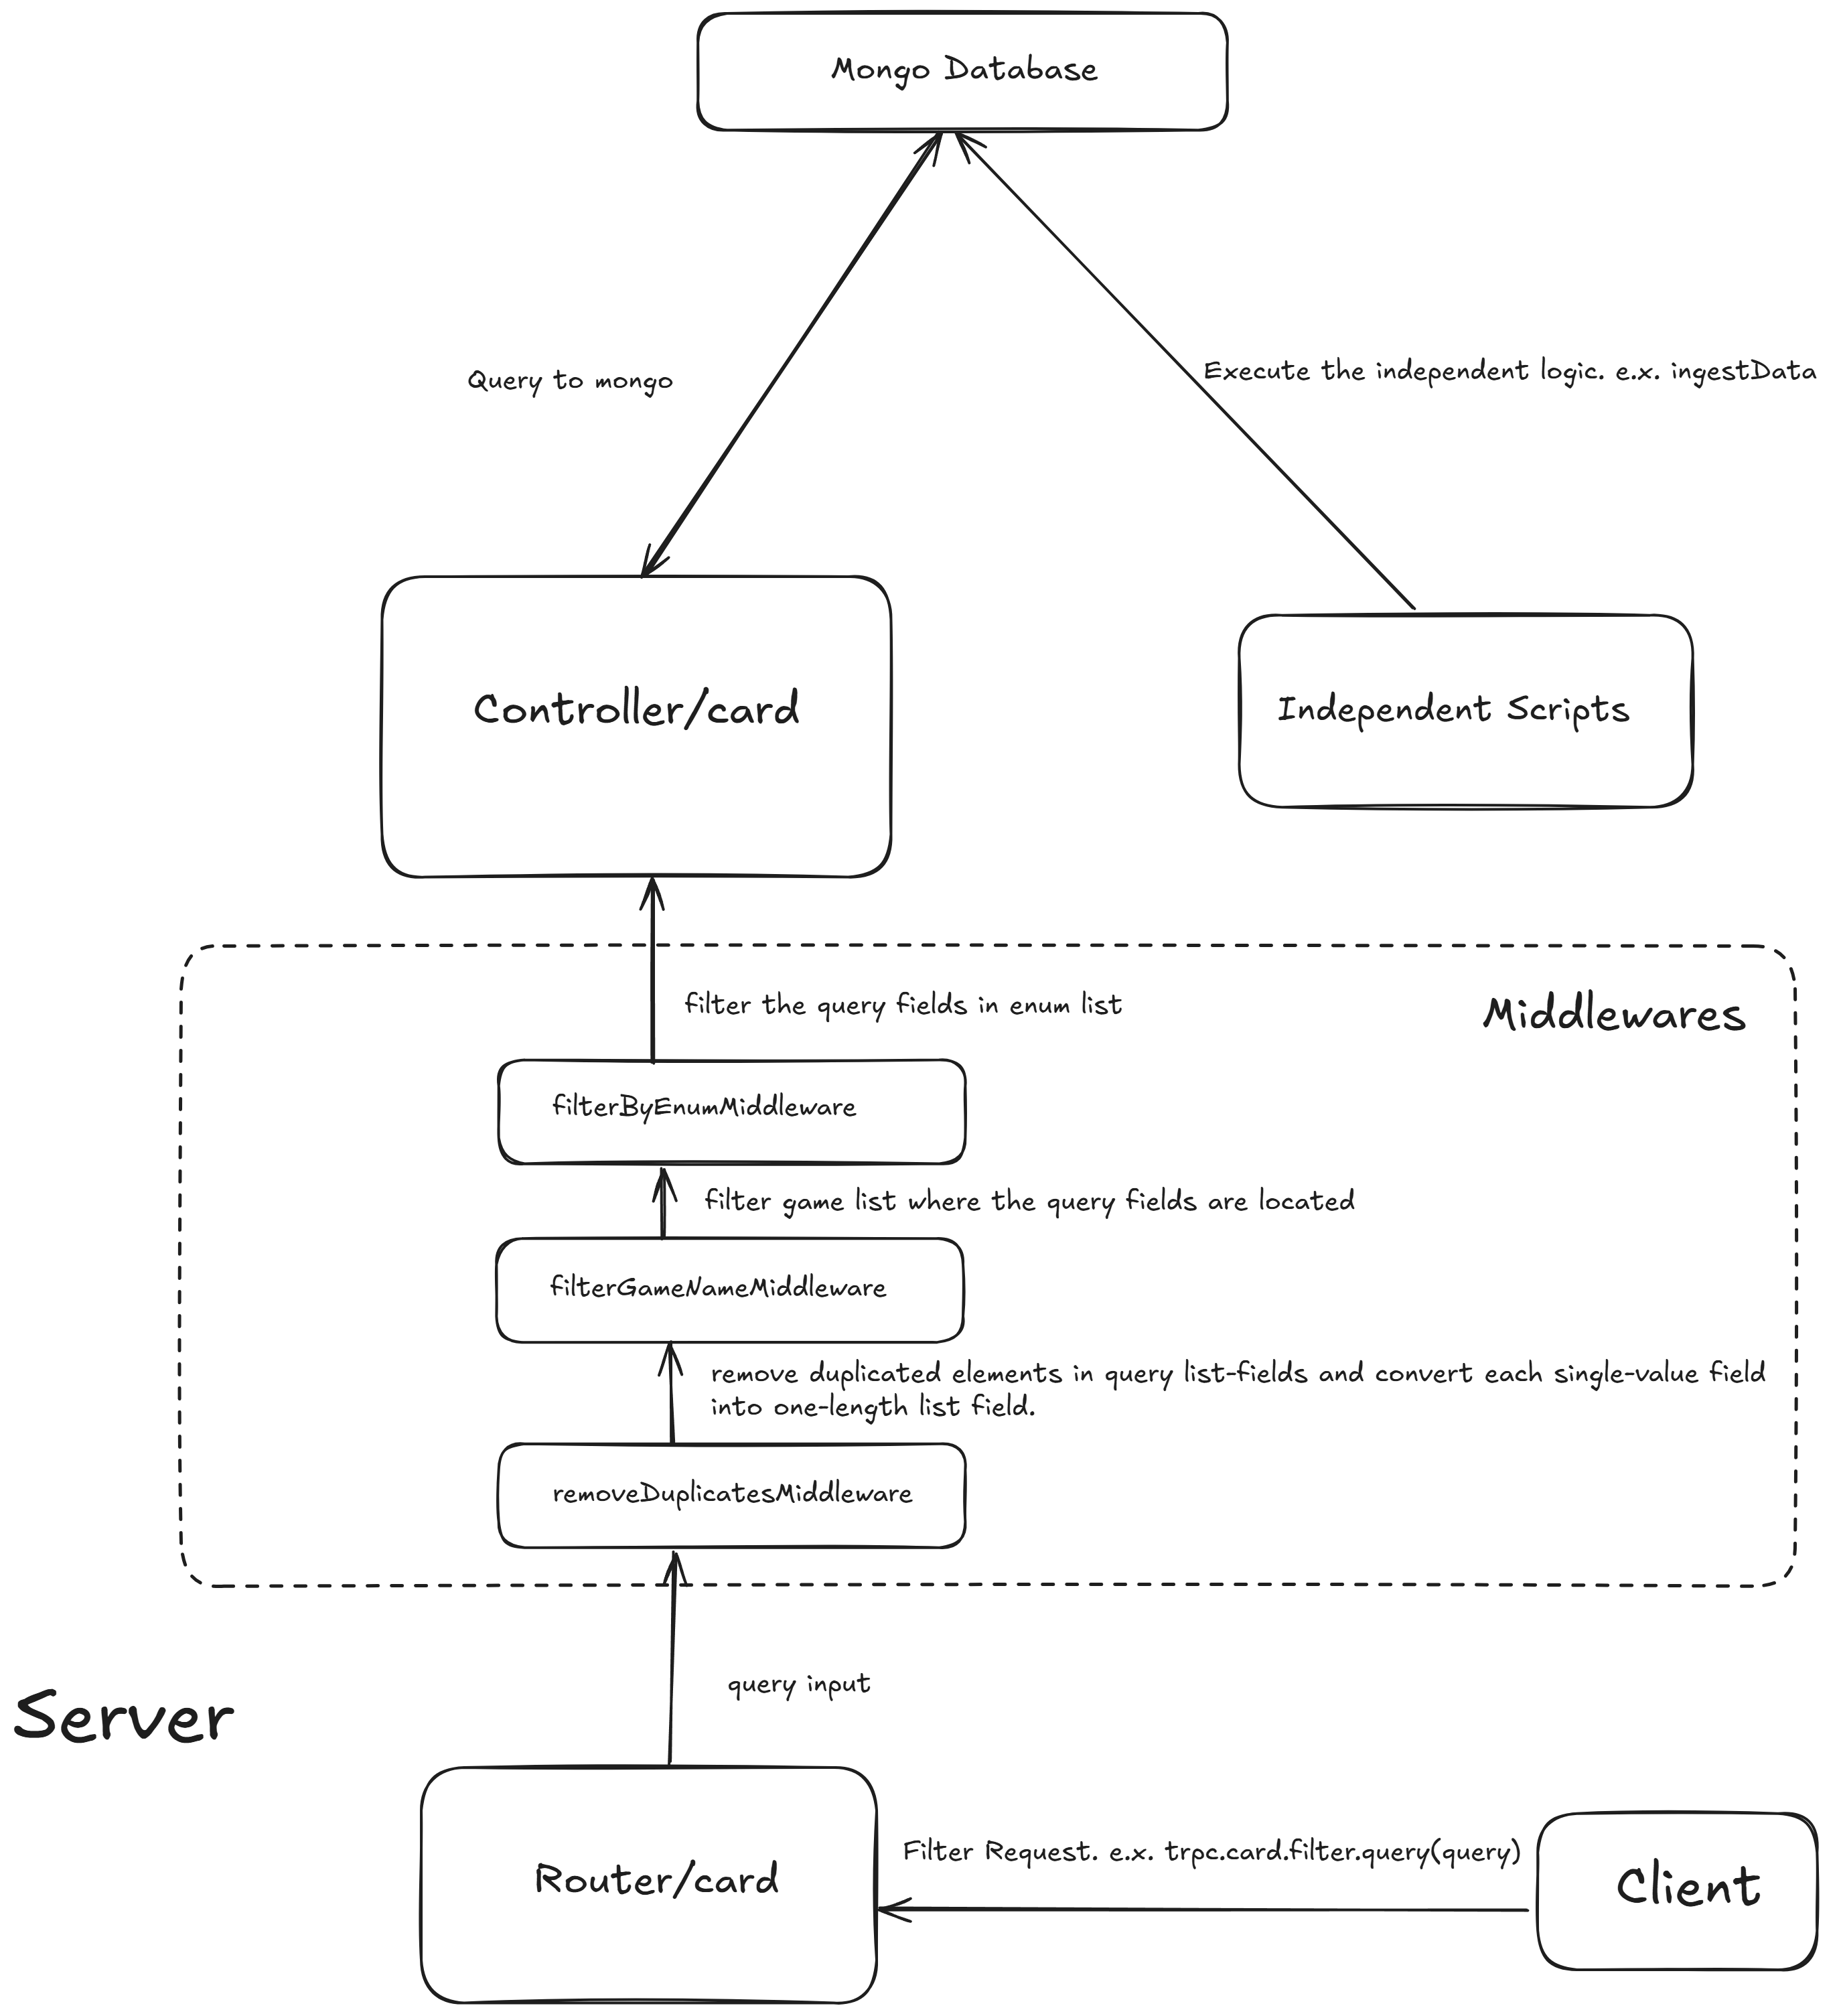 Mongo Database
Query to mongo
Execute the independent logic. e.x. ingestData
Controller/card
Independent Scripts
Middlewares
filter the query fields in enum list
filterByEnumMiddleware
filter game list where the query fields are located
filterGameNameMiddleware
remove duplicated elements in query list-fields and convert each single-value field
into one-length list field.
removeDuplicatesMiddleware
query input
Server
Router/card
Filter Request. e.x. trpc.card.filter.query(query)
Client